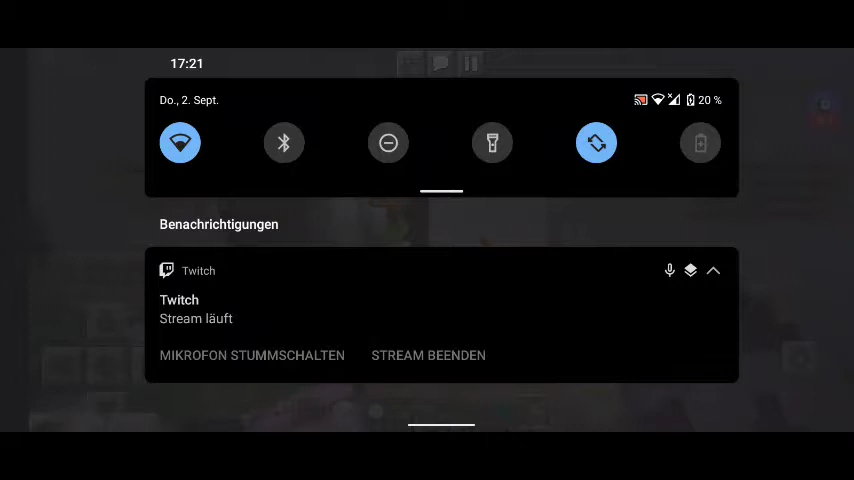 17:21
Do., 2. Sept.
20 %
Benachrichtigungen
Twitch
Twitch
Stream läuft
MIKROFON STUMMSCHALTEN STREAM BEENDEN